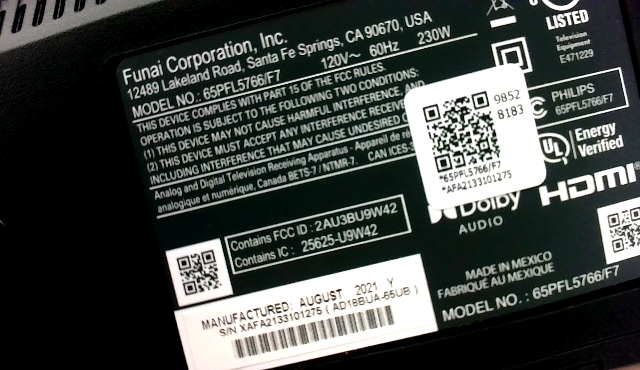 Funai Corporation, Inc.
12489 Lakeland Road, Santa Fe Springs, CA 90670, USA
MODEL NO.: 65PFL5766/F7 120V~ 60Hz 230W
THIS DEVICE COMPLIES WITH PART 15 OF THE FCC RULES.
OPERATION IS SUBJECT TO THE FOLLOWING TWO CONDITIONS:
(1) THIS DEVICE MAY NOT CAUSE HARMFUL INTERFERENCE, AND
(2) THIS DEVICE MUST ACCEPT ANY INTERFERENCE
INCLUDING INTERFERENCE THAT MAY CAUSE UNDESIRED
Analog and Digital Television Receiving Apparatus - Appareil de
analogique et numérique, Canada BETS-7 / NTMR-7. CAN ICES-
Contains FCC ID : 2AU3BU9W42
Contains IC : 25625-U9W42
MANUFACTURED: AUGUST 2021 Y
S/N XAFA2133101275 ( AD18BUA-65UB )
LISTED
Television
Equipment
E471229
9852
8183
*65PFL5766/F7
*AFA2133101275
PHILIPS
65PFL5766/F7
UL Energy
Verified
Dolby
AUDIO
HDMI
MADE IN MEXICO
FABRIQUÉ AU MEXIQUE
MODEL NO. : 65PFL5766/F7